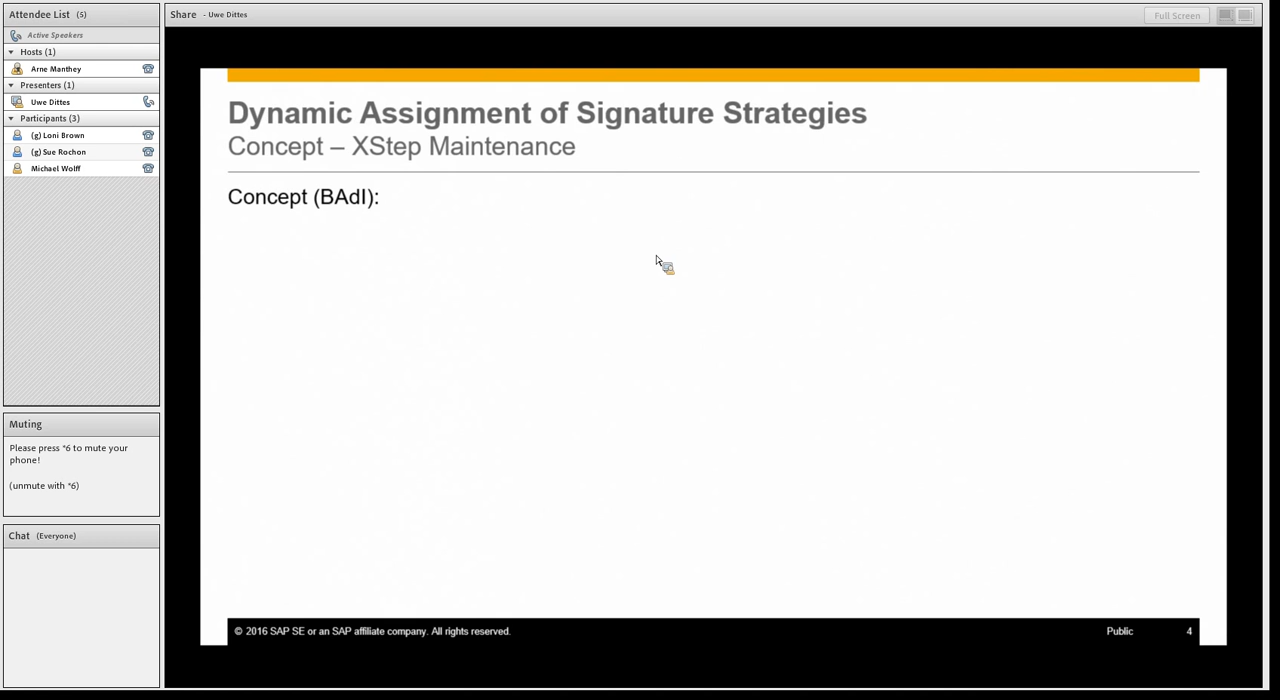 Attendee List (5)
Active Speakers
Hosts (1)
Arne Manthey
Presenters (1)
Uwe Dittes
Participants (3)
(g) Loni Brown
(g) Sue Rochon
Michael Wolff
Muting
Please press *6 to mute your
phone!
(unmute with *6)
Chat (Everyone)
Share - Uwe Dittes
Full Screen
Dynamic Assignment of Signature Strategies
Concept – XStep Maintenance
Concept (BAdI):
© 2016 SAP SE or an SAP affiliate company. All rights reserved.
Public 4